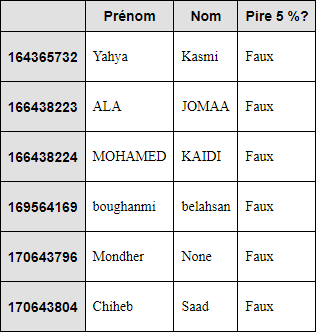 Prénom Nom Pire 5 %?
164365732 Yahya Kasmi Faux
166438223 ALA JOMAA Faux
166438224 MOHAMED KAIDI Faux
169564169 boughanmi belahsan Faux
170643796 Mondher None Faux
170643804 Chiheb Saad Faux